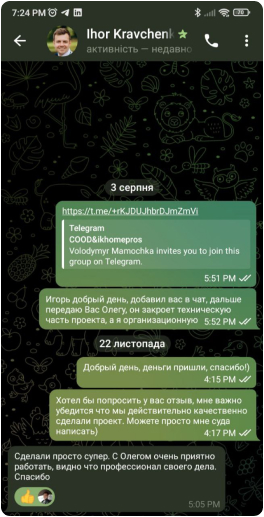 7:24 PM
Ihor Kravchenk
активність — недавно
3 серпня
https://t.me/+rKJDUJhbrDJmZmVi
Telegram
COOD&ikhomepros
Volodymyr Mamochka invites you to join this
group on Telegram.
5:51 PM
Игорь добрый день, добавил вас в чат, дальше
передаю Вас Олегу, он закроет техническую
часть проекта, а я организационную 5:52 PM
22 листопада
Добрый день, деньги пришли, спасибо!)
4:15 PM
Хотел бы попросить у вас отзыв, мне важно
убедится что мы действительно качественно
сделали проект. Можете просто мне суда
написать) 4:17 PM
Сделали просто супер. С Олегом очень приятно
работать, видно что профессионал своего дела.
Спасибо
5:05 PM